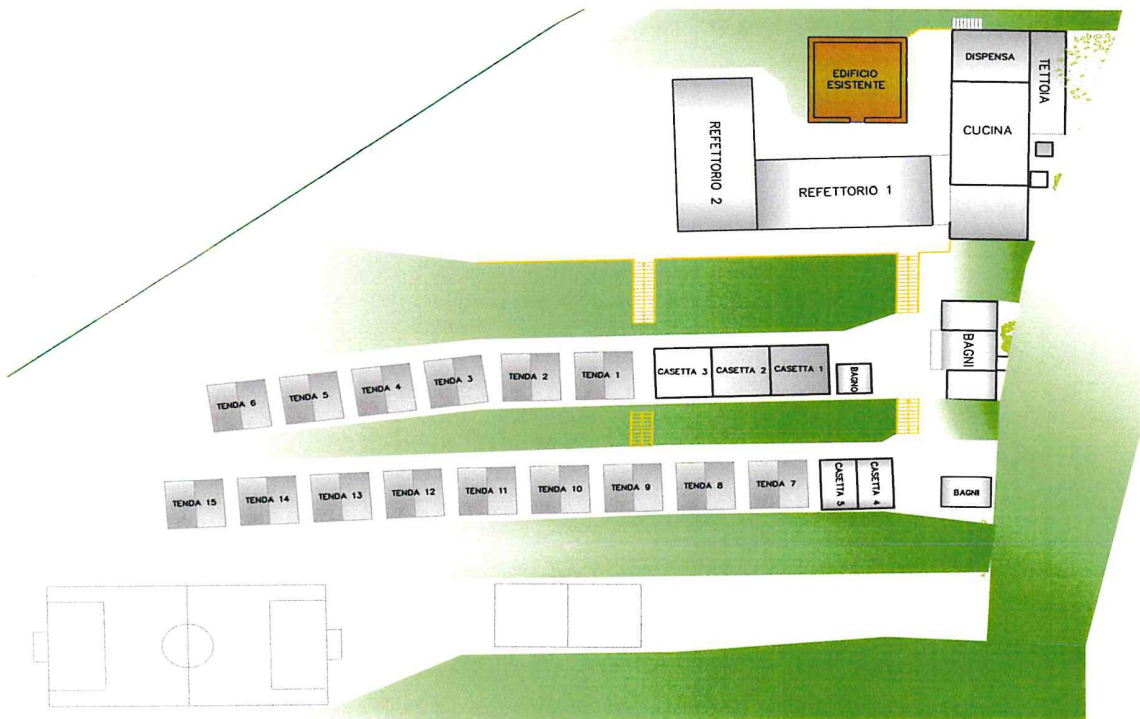 DISPENSA
TETTOIA
EDIFICIO
ESISTENTE
CUCINA
REFETTORIO 2
REFETTORIO 1
BAGNI
TENDA 6
TENDA 5
TENDA 4
TENDA 3
TENDA 2
TENDA 1
CASETTA 3
CASETTA 2
CASETTA 1
BAGNO
TENDA 15
TENDA 14
TENDA 13
TENDA 12
TENDA 11
TENDA 10
TENDA 9
TENDA 8
TENDA 7
CASETTA 5
CASETTA 4
BAGNI